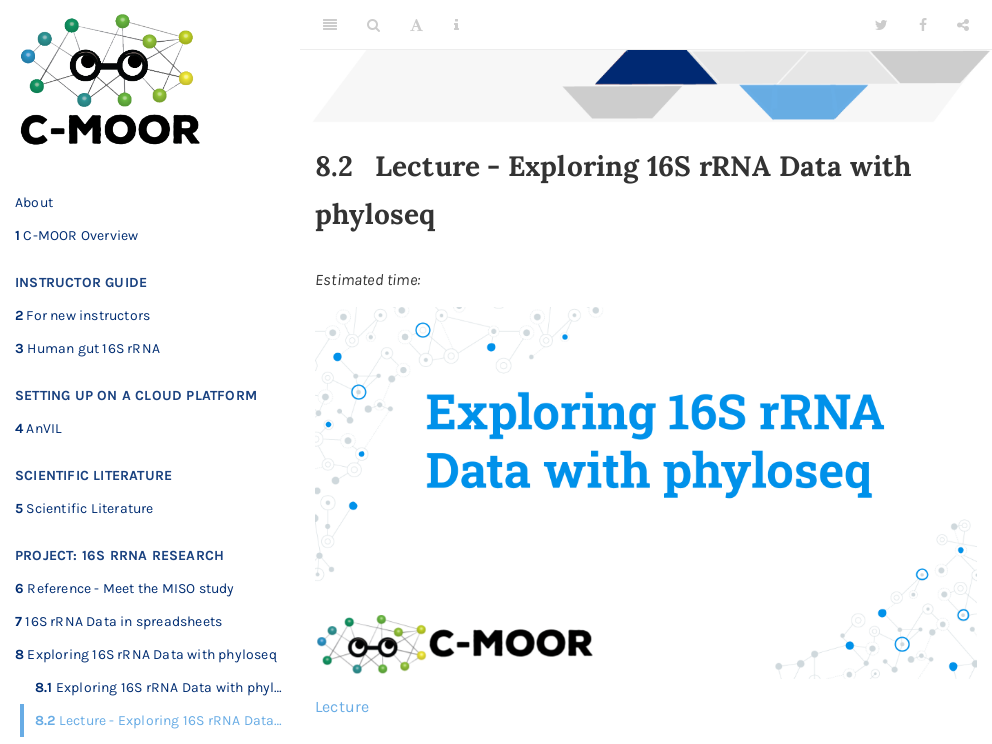 C-MOOR
About
1 C-MOOR Overview
INSTRUCTOR GUIDE
2 For new instructors
3 Human gut 16S rRNA
SETTING UP ON A CLOUD PLATFORM
4 AnVIL
SCIENTIFIC LITERATURE
5 Scientific Literature
PROJECT: 16S RRNA RESEARCH
6 Reference - Meet the MISO study
7 16S rRNA Data in spreadsheets
8 Exploring 16S rRNA Data with phyloseq
8.1 Exploring 16S rRNA Data with phyl...
8.2 Lecture - Exploring 16S rRNA Data...
8.2 Lecture - Exploring 16S rRNA Data with
phyloseq
Estimated time:
Exploring 16S rRNA
Data with phyloseq
C-MOOR
Lecture